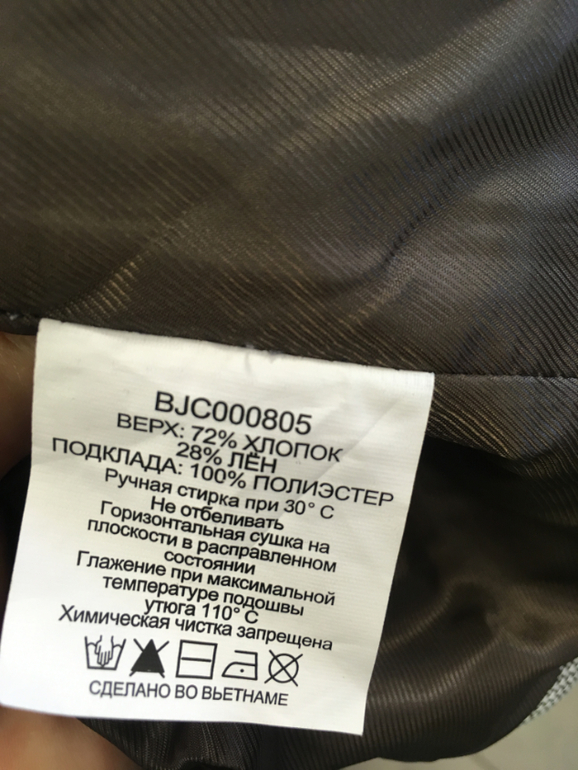 BJC000805
ВЕРХ: 72% ХЛОПОК
28% ЛЁН
ПОДКЛАДА: 100% ПОЛИЭСТЕР
Ручная стирка при 30° С
Не отбеливать
Горизонтальная сушка на
плоскости в расправленном
состоянии
Глажение при максимальной
температуре подошвы
утюга 110° С
Химическая чистка запрещена
СДЕЛАНО ВО ВЬЕТНАМЕ